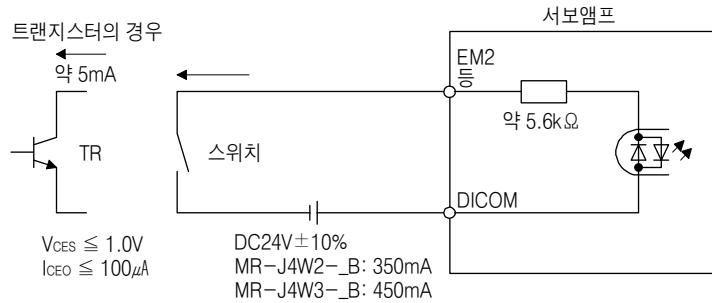 서보앰프
트랜지스터의 경우
약 5mA
EM2
등
약 5.6kΩ
TR
스위치
DICOM
VCES ≦ 1.0V
ICEO ≦ 100㎂
DC24V±10%
MR-J4W2-_B: 350mA
MR-J4W3-_B: 450mA